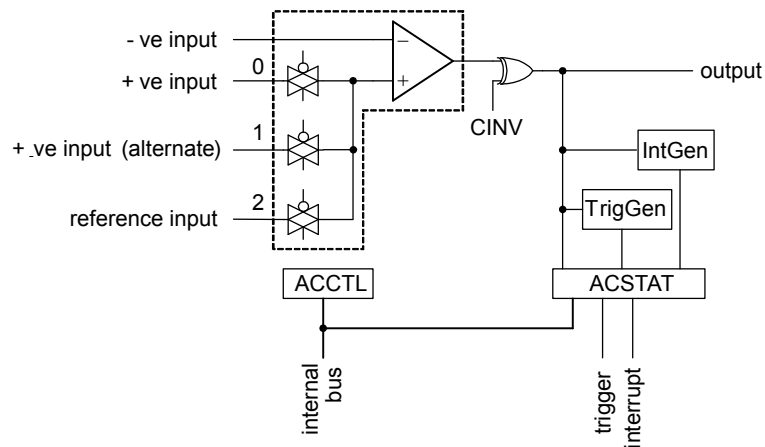 - ve input
+ ve input
0
+ -ve input (alternate)
1
reference input
2
−
+
CINV
output
IntGen
TrigGen
ACCTL
ACSTAT
internal
bus
trigger
interrupt